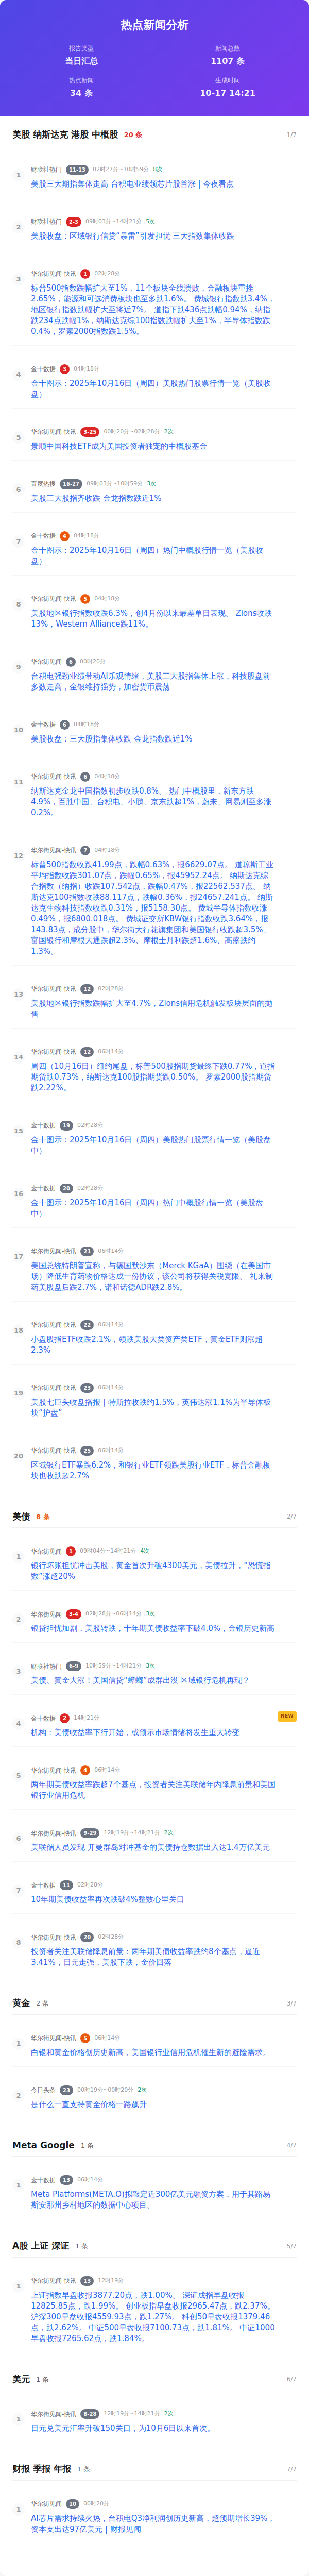 热点新闻分析
报告类型
当日汇总
新闻总数
1107 条
热点新闻
34 条
生成时间
10-17 14:21
美股 纳斯达克 港股 中概股 20 条 1/7
1
财联社热门 11-13 02时27分~10时59分 8次
美股三大期指集体走高 台积电业绩领芯片股普涨 | 今夜看点
2
财联社热门 2-3 09时03分~14时21分 5次
美股收盘：区域银行信贷“暴雷”引发担忧 三大指数集体收跌
3
华尔街见闻-快讯 1 02时28分
标普500指数跌幅扩大至1%，11个板块全线溃败，金融板块重挫
2.65%，能源和可选消费板块也至多跌1.6%。 费城银行指数跌3.4%，
地区银行指数跌幅扩大至将近7%。 道指下跌436点跌幅0.94%，纳指
跌234点跌幅1%，纳斯达克综100指数跌幅扩大至1%，半导体指数跌
0.4%，罗素2000指数跌1.5%。
4
金十数据 3 04时18分
金十图示：2025年10月16日（周四）美股热门股票行情一览（美股收
盘）
5
华尔街见闻-快讯 3-25 00时20分~02时28分 2次
景顺中国科技ETF成为美国投资者独宠的中概股基金
6
百度热搜 16-27 09时03分~10时59分 3次
美股三大股指齐收跌 金龙指数跌近1%
7
金十数据 4 04时18分
金十图示：2025年10月16日（周四）热门中概股行情一览（美股收
盘）
8
华尔街见闻-快讯 5 04时18分
美股地区银行指数收跌6.3%，创4月份以来最差单日表现。 Zions收跌
13%，Western Alliance跌11%。
9
华尔街见闻 6 00时20分
台积电强劲业绩带动AI乐观情绪，美股三大股指集体上涨，科技股盘前
多数走高，金银维持强势，加密货币震荡
10
金十数据 6 04时18分
美股收盘：三大股指集体收跌 金龙指数跌近1%
11
华尔街见闻-快讯 6 04时18分
纳斯达克金龙中国指数初步收跌0.8%。 热门中概股里，新东方跌
4.9%，百胜中国、台积电、小鹏、京东跌超1%，蔚来、网易则至多涨
0.2%。
12
华尔街见闻-快讯 7 04时18分
标普500指数收跌41.99点，跌幅0.63%，报6629.07点。 道琼斯工业
平均指数收跌301.07点，跌幅0.65%，报45952.24点。 纳斯达克综
合指数（纳指）收跌107.542点，跌幅0.47%，报22562.537点。 纳
斯达克100指数收跌88.117点，跌幅0.36%，报24657.241点。 纳斯
达克生物科技指数收跌0.31%，报5158.30点。 费城半导体指数收涨
0.49%，报6800.018点。 费城证交所KBW银行指数收跌3.64%，报
143.83点，成分股中，华尔街大行花旗集团和美国银行收跌超3.5%、
富国银行和摩根大通跌超2.3%、摩根士丹利跌超1.6%、高盛跌约
1.3%。
13
华尔街见闻-快讯 12 02时28分
美股地区银行指数跌幅扩大至4.7%，Zions信用危机触发板块层面的抛
售
14
华尔街见闻-快讯 12 06时14分
周四（10月16日）纽约尾盘，标普500股指期货最终下跌0.77%，道指
期货跌0.73%，纳斯克100股指期货跌0.50%。 罗素2000股指期货
跌2.22%。
15
金十数据 19 02时28分
金十图示：2025年10月16日（周四）美股热门股票行情一览（美股盘
中）
16
金十数据 20 02时28分
金十图示：2025年10月16日（周四）热门中概股行情一览（美股盘
中）
17
华尔街见闻-快讯 21 06时14分
美国总统特朗普宣称，与德国默沙东（Merck KGaA）围绕（在美国市
场）降低生育药物价格达成一份协议，该公司将获得关税宽限。 礼来制
药美股盘后跌2.7%，诺和诺德ADR跌2.8%。
18
华尔街见闻-快讯 22 06时14分
小盘股指ETF收跌2.1%，领跌美股大类资产类ETF，黄金ETF则涨超
2.3%
19
华尔街见闻-快讯 23 06时14分
美股七巨头收盘播报｜特斯拉收跌约1.5%，英伟达涨1.1%为半导体板
块“护盘”
20
华尔街见闻-快讯 25 06时14分
区域银行ETF暴跌6.2%，和银行业ETF领跌美股行业ETF，标普金融板
块也收跌超2.7%
美债 8 条 2/7
1
华尔街见闻 1 09时04分~14时21分 4次
银行坏账担忧冲击美股，黄金首次升破4300美元，美债拉升，“恐慌指
数”涨超20%
2
华尔街见闻 3-4 02时28分~06时14分 3次
银贷担忧加剧，美股转跌，十年期美债收益率下破4.0%，金银历史新高
3
财联社热门 6-9 10时59分~14时21分 3次
美债、黄金大涨！美国信贷“蟑螂”成群出没 区域银行危机再现？
4
金十数据 2 14时21分 NEW
机构：美债收益率下行开始，或预示市场情绪将发生重大转变
5
华尔街见闻-快讯 4 06时14分
两年期美债收益率跌超7个基点，投资者关注美联储年内降息前景和美国
银行业信用危机
6
华尔街见闻-快讯 9-29 12时19分~14时21分 2次
美联储人员发现 开曼群岛对冲基金的美债持仓数据出入达1.4万亿美元
7
金十数据 11 02时28分
10年期美债收益率再次跌破4%整数心里关口
8
华尔街见闻-快讯 20 02时28分
投资者关注美联储降息前景：两年期美债收益率跌约8个基点，逼近
3.41%，日元走强，美股下跌，金价回落
黄金 2 条 3/7
1
华尔街见闻-快讯 5 06时14分
白银和黄金价格创历史新高，美国银行业信用危机催生新的避险需求。
2
今日头条 23 00时19分~00时20分 2次
是什么一直支持黄金价格一路飙升
Meta Google 1 条 4/7
1
金十数据 13 06时14分
Meta Platforms(META.O)拟敲定近300亿美元融资方案，用于其路易
斯安那州乡村地区的数据中心项目。
A股 上证 深证 1 条 5/7
1
华尔街见闻-快讯 13 12时19分
上证指数早盘收报3877.20点，跌1.00%。 深证成指早盘收报
12825.85点，跌1.99%。 创业板指早盘收报2965.47点，跌2.37%。
沪深300早盘收报4559.93点，跌1.27%。 科创50早盘收报1379.46
点，跌2.62%。 中证500早盘收报7100.73点，跌1.81%。 中证1000
早盘收报7265.62点，跌1.84%。
美元 1 条 6/7
1
华尔街见闻-快讯 8-28 12时19分~14时21分 2次
日元兑美元汇率升破150关口，为10月6日以来首次。
财报 季报 年报 1 条 7/7
1
华尔街见闻 10 00时20分
AI芯片需求持续火热，台积电Q3净利润创历史新高，超预期增长39%，
资本支出达97亿美元 | 财报见闻